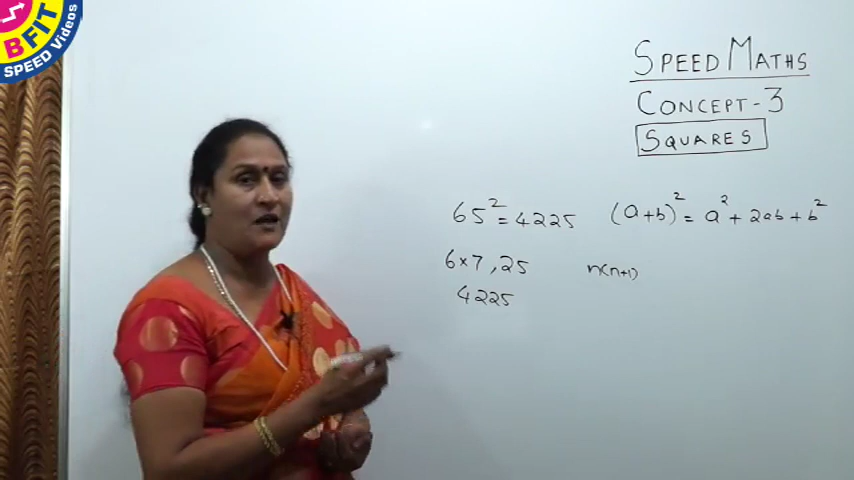 BFIT
SPEED Videos
SPEED MATHS
CONCEPT-3
SQUARES
65² = 4225
(a+b)² = a² + 2ab + b²
6×7, 25
n(n+1)
4225